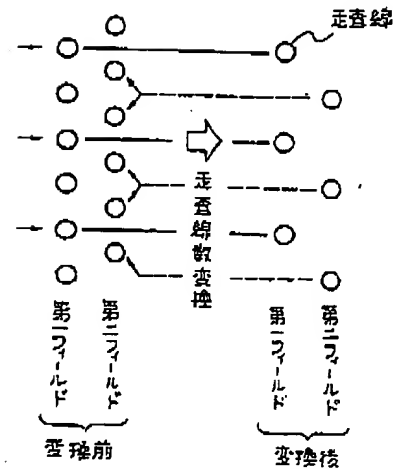 走査線
走査線数変換
第一フィールド
第二フィールド
第一フィールド
第二フィールド
変換前
変換後